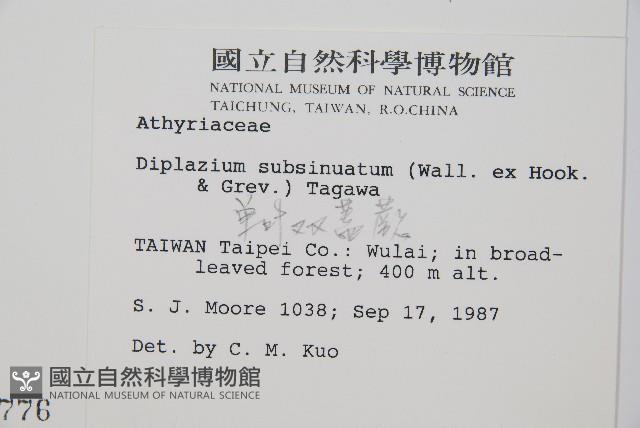 國立自然科學博物館
NATIONAL MUSEUM OF NATURAL SCIENCE
TAICHUNG, TAIWAN, R.O.CHINA
Athyriaceae
Diplazium subsinuatum (Wall. ex Hook.
& Grev.) Tagawa
單叶双蓋蕨
TAIWAN Taipei Co.: Wulai; in broad-
leaved forest; 400 m alt.
S. J. Moore 1038; Sep 17, 1987
Det. by C. M. Kuo
國立自然科學博物館
NATIONAL MUSEUM OF NATURAL SCIENCE
776